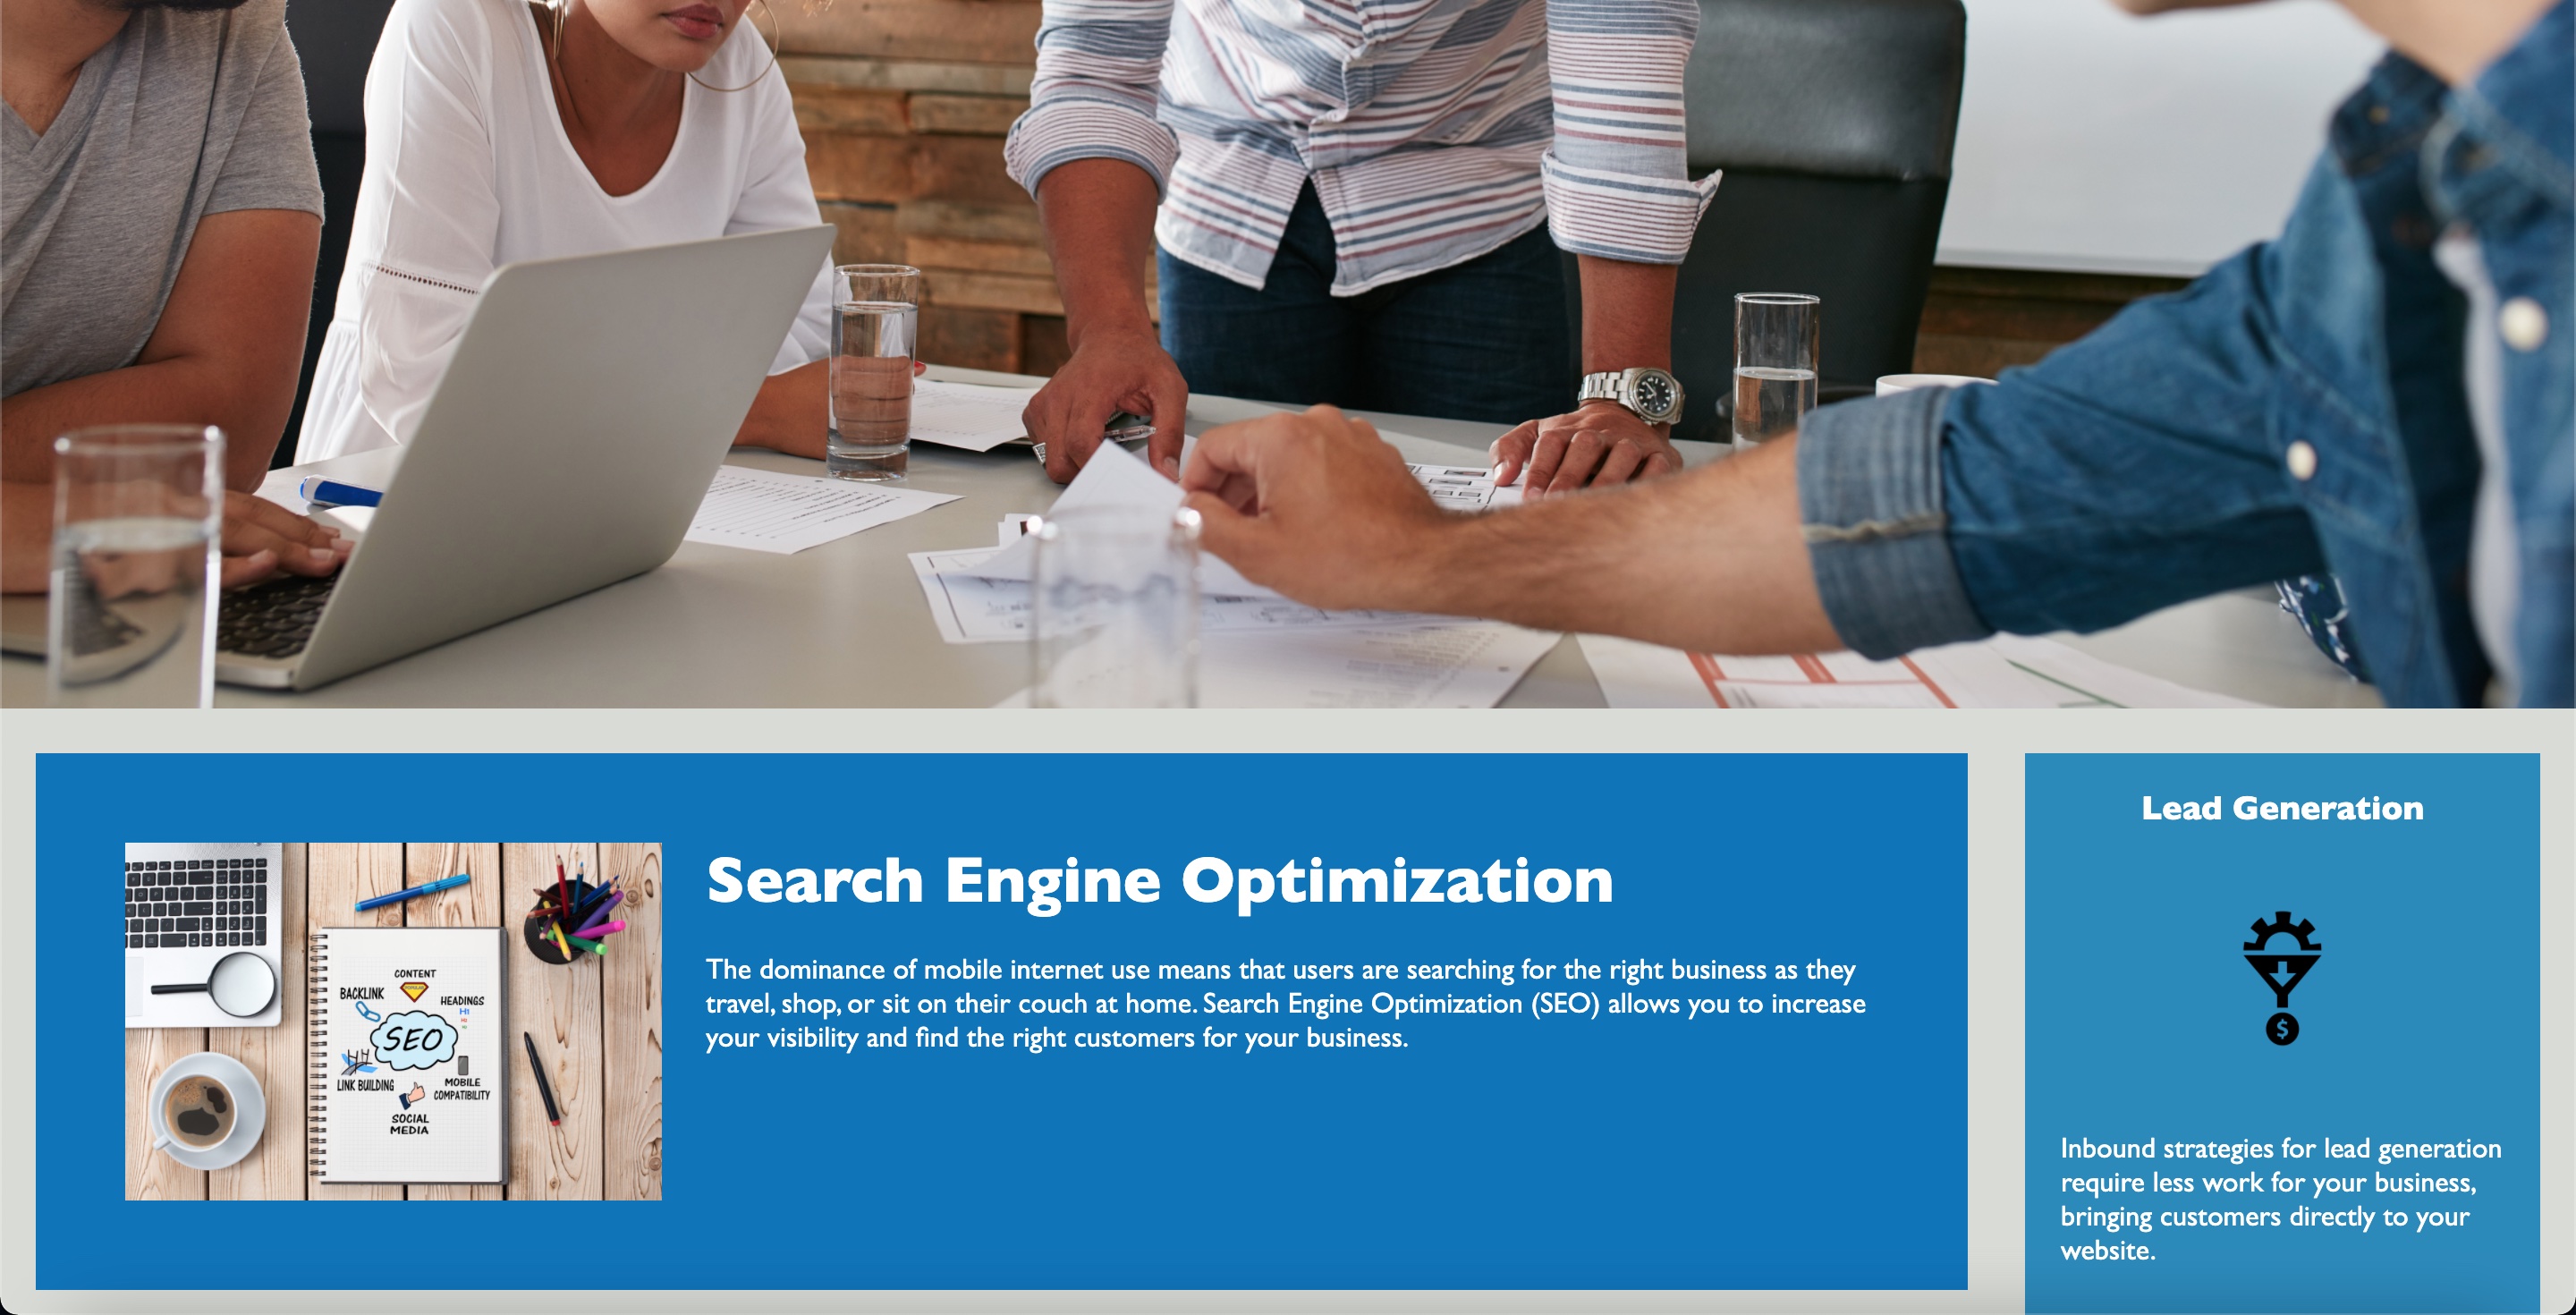 Search Engine Optimization
The dominance of mobile internet use means that users are searching for the right business as they
travel, shop, or sit on their couch at home. Search Engine Optimization (SEO) allows you to increase
your visibility and find the right customers for your business.
CONTENT
BACKLINK
HEADINGS
H1
SEO
LINK BUILDING
MOBILE
COMPATIBILITY
SOCIAL
MEDIA
Lead Generation
$
Inbound strategies for lead generation
require less work for your business,
bringing customers directly to your
website.